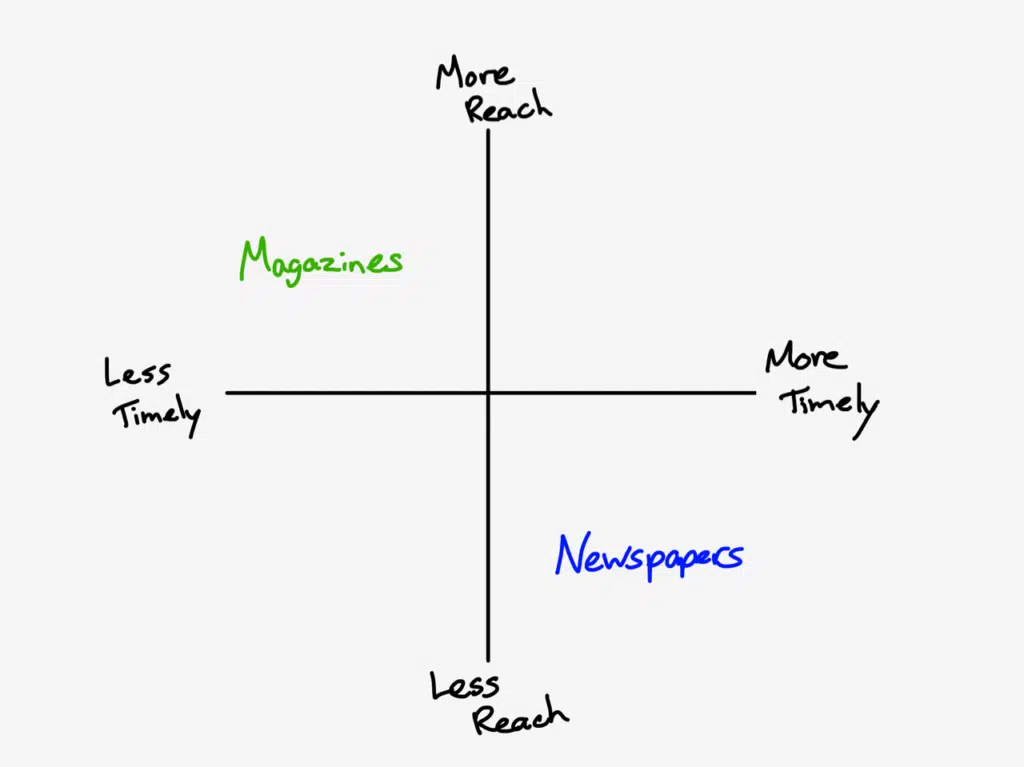 More
Reach
Magazines
Less
Timely
More
Timely
Newspapers
Less
Reach